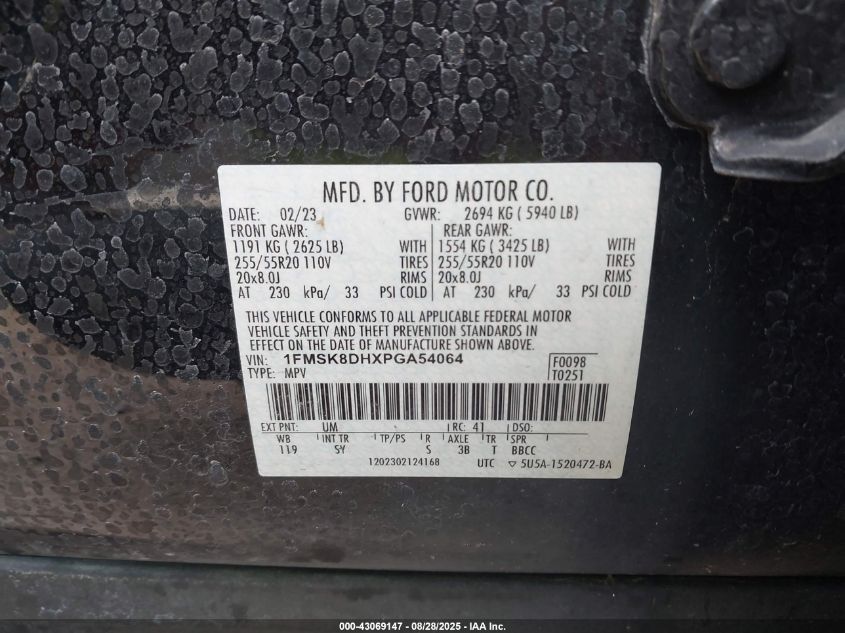 MFD. BY FORD MOTOR CO.
DATE: 02/23 GVWR: 2694 KG ( 5940 LB)
FRONT GAWR: REAR GAWR:
1191 KG ( 2625 LB) WITH 1554 KG ( 3425 LB) WITH
255/55R20 110V TIRES 255/55R20 110V TIRES
20x8.0J RIMS 20x8.0J RIMS
AT 230 kPa/ 33 PSI COLD AT 230 kPa/ 33 PSI COLD
THIS VEHICLE CONFORMS TO ALL APPLICABLE FEDERAL MOTOR
VEHICLE SAFETY AND THEFT PREVENTION STANDARDS IN
EFFECT ON THE DATE OF MANUFACTURE SHOWN ABOVE.
VIN: 1FMSK8DHXPGA54064 F0098
TYPE: MPV T0251
EXT PNT: UM RC: 41 DSO:
WB INT TR TP/PS R AXLE TR SPR
119 SY S 3B T BBCC
1202302124168 UTC ▽ 5U5A-1520472-BA
000-43069147 - 08/28/2025 - IAA Inc.